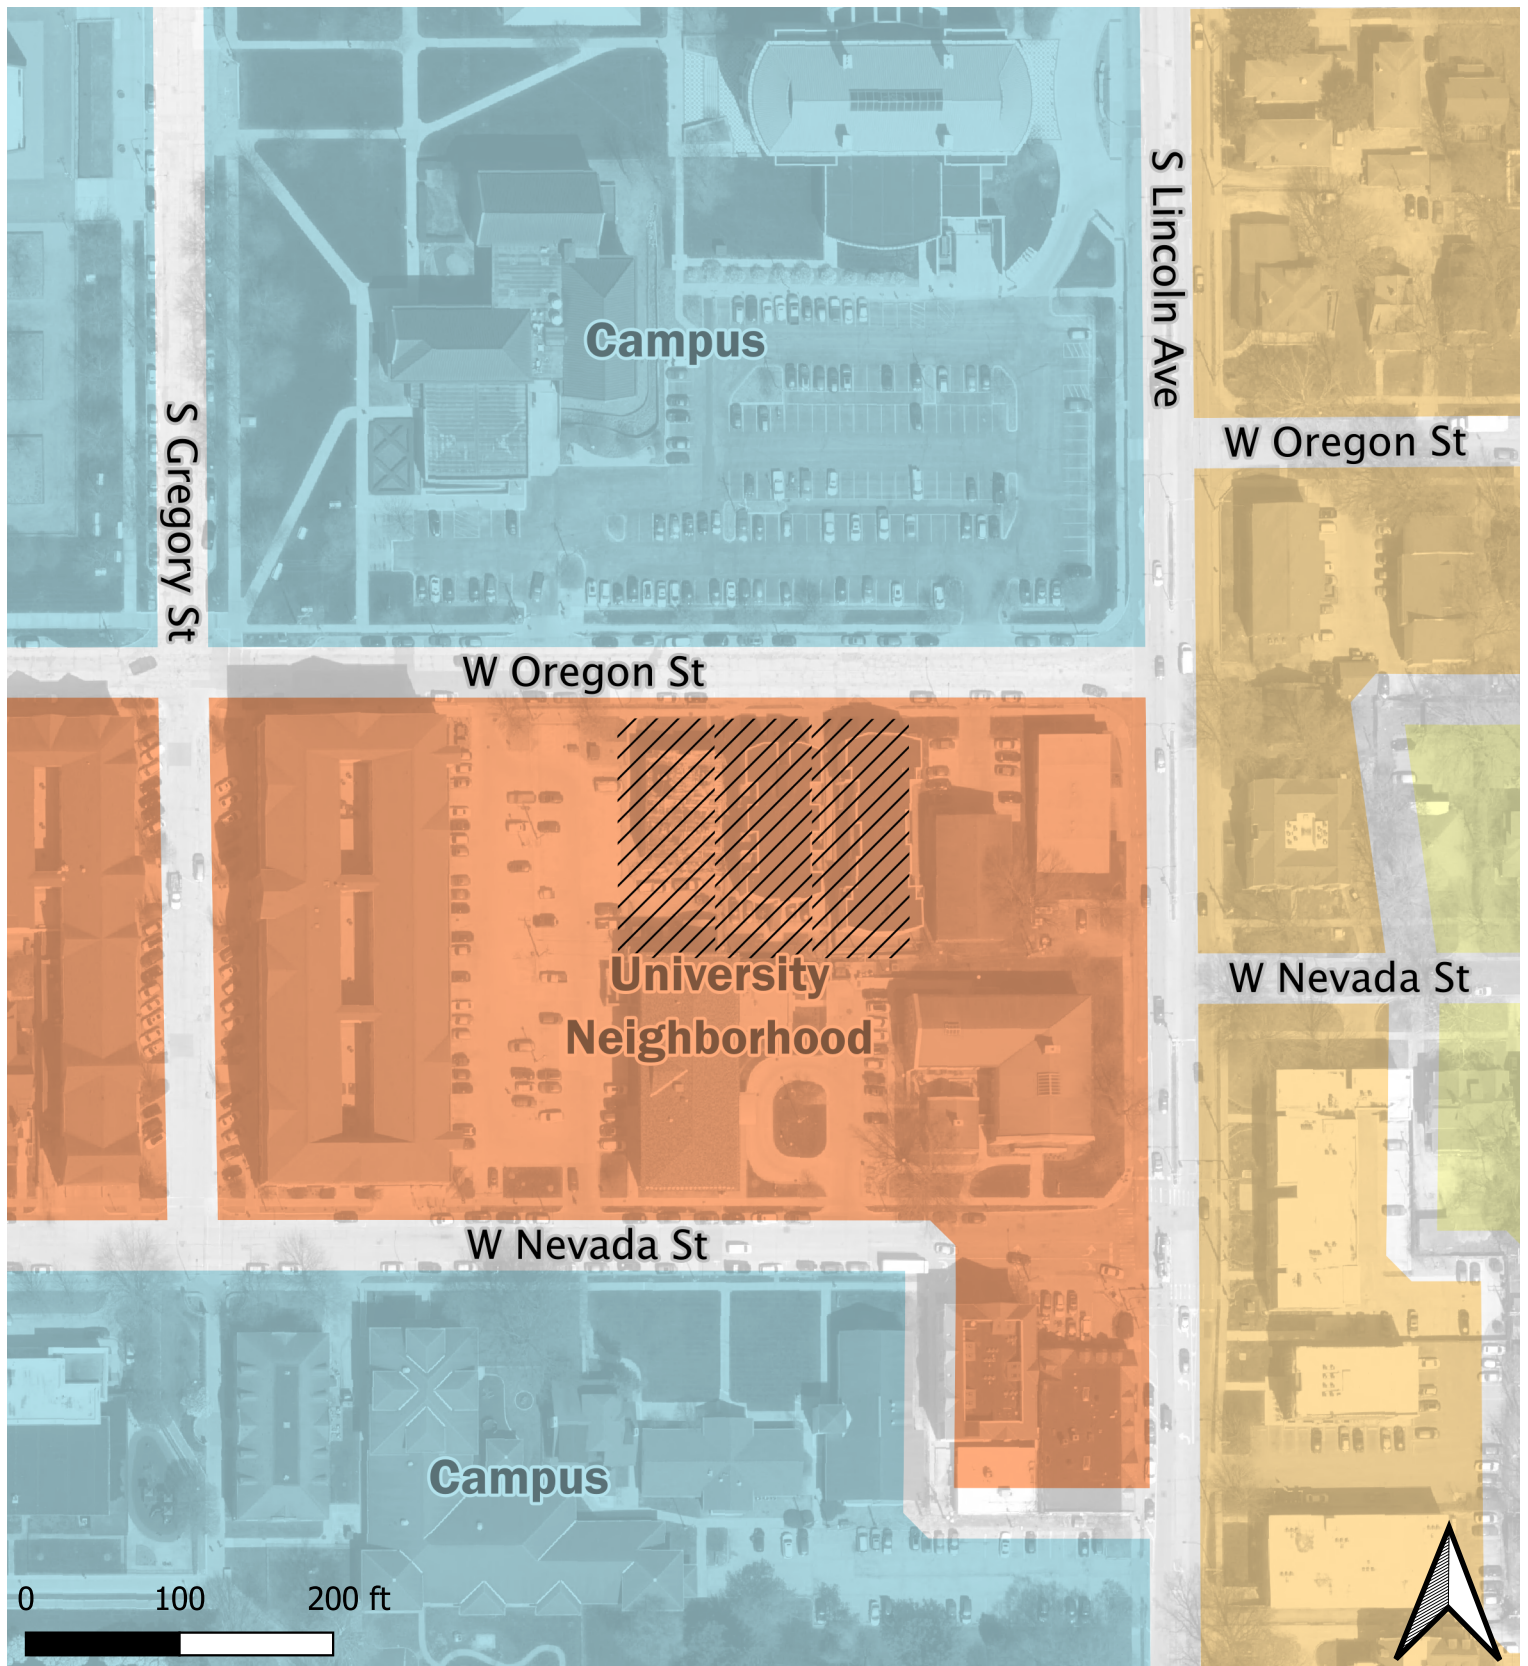 S Lincoln Ave
Campus
S Gregory St
W Oregon St
W Oregon St
University
Neighborhood
W Nevada St
W Nevada St
Campus
0 100 200 ft